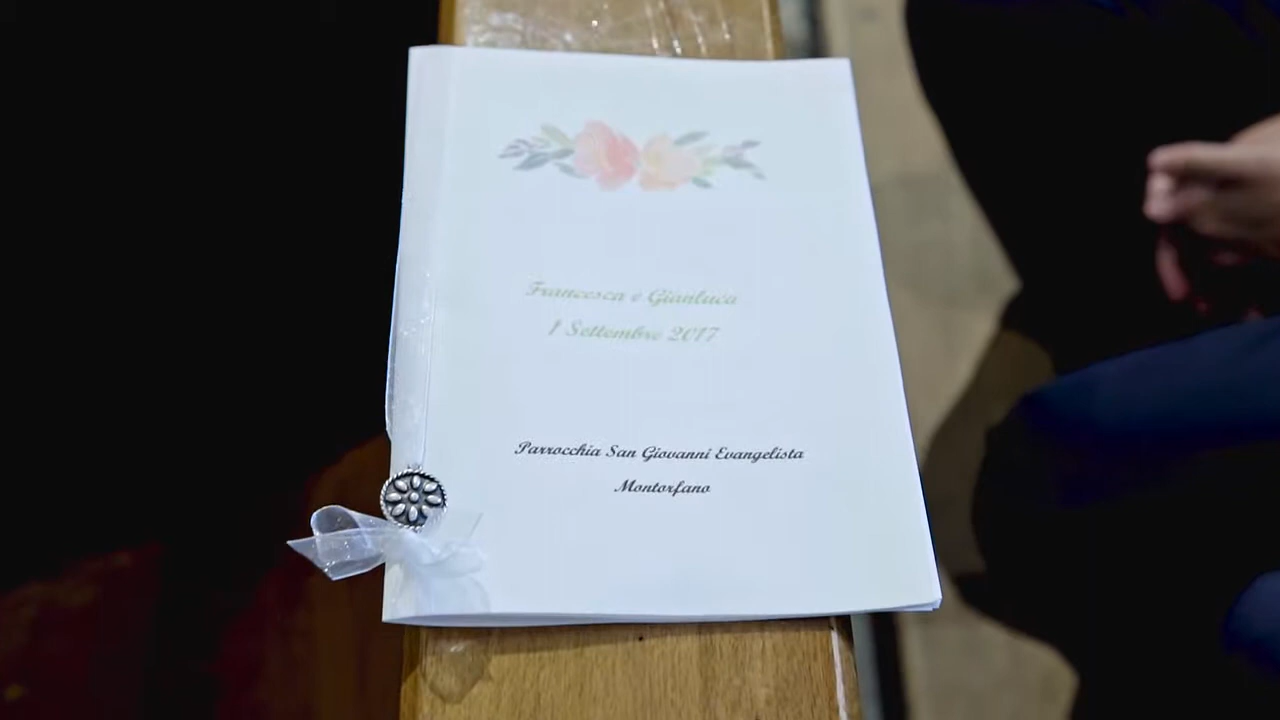 Francesca e Gianluca
1 Settembre 2017
Parrocchia San Giovanni Evangelista
Montorfano